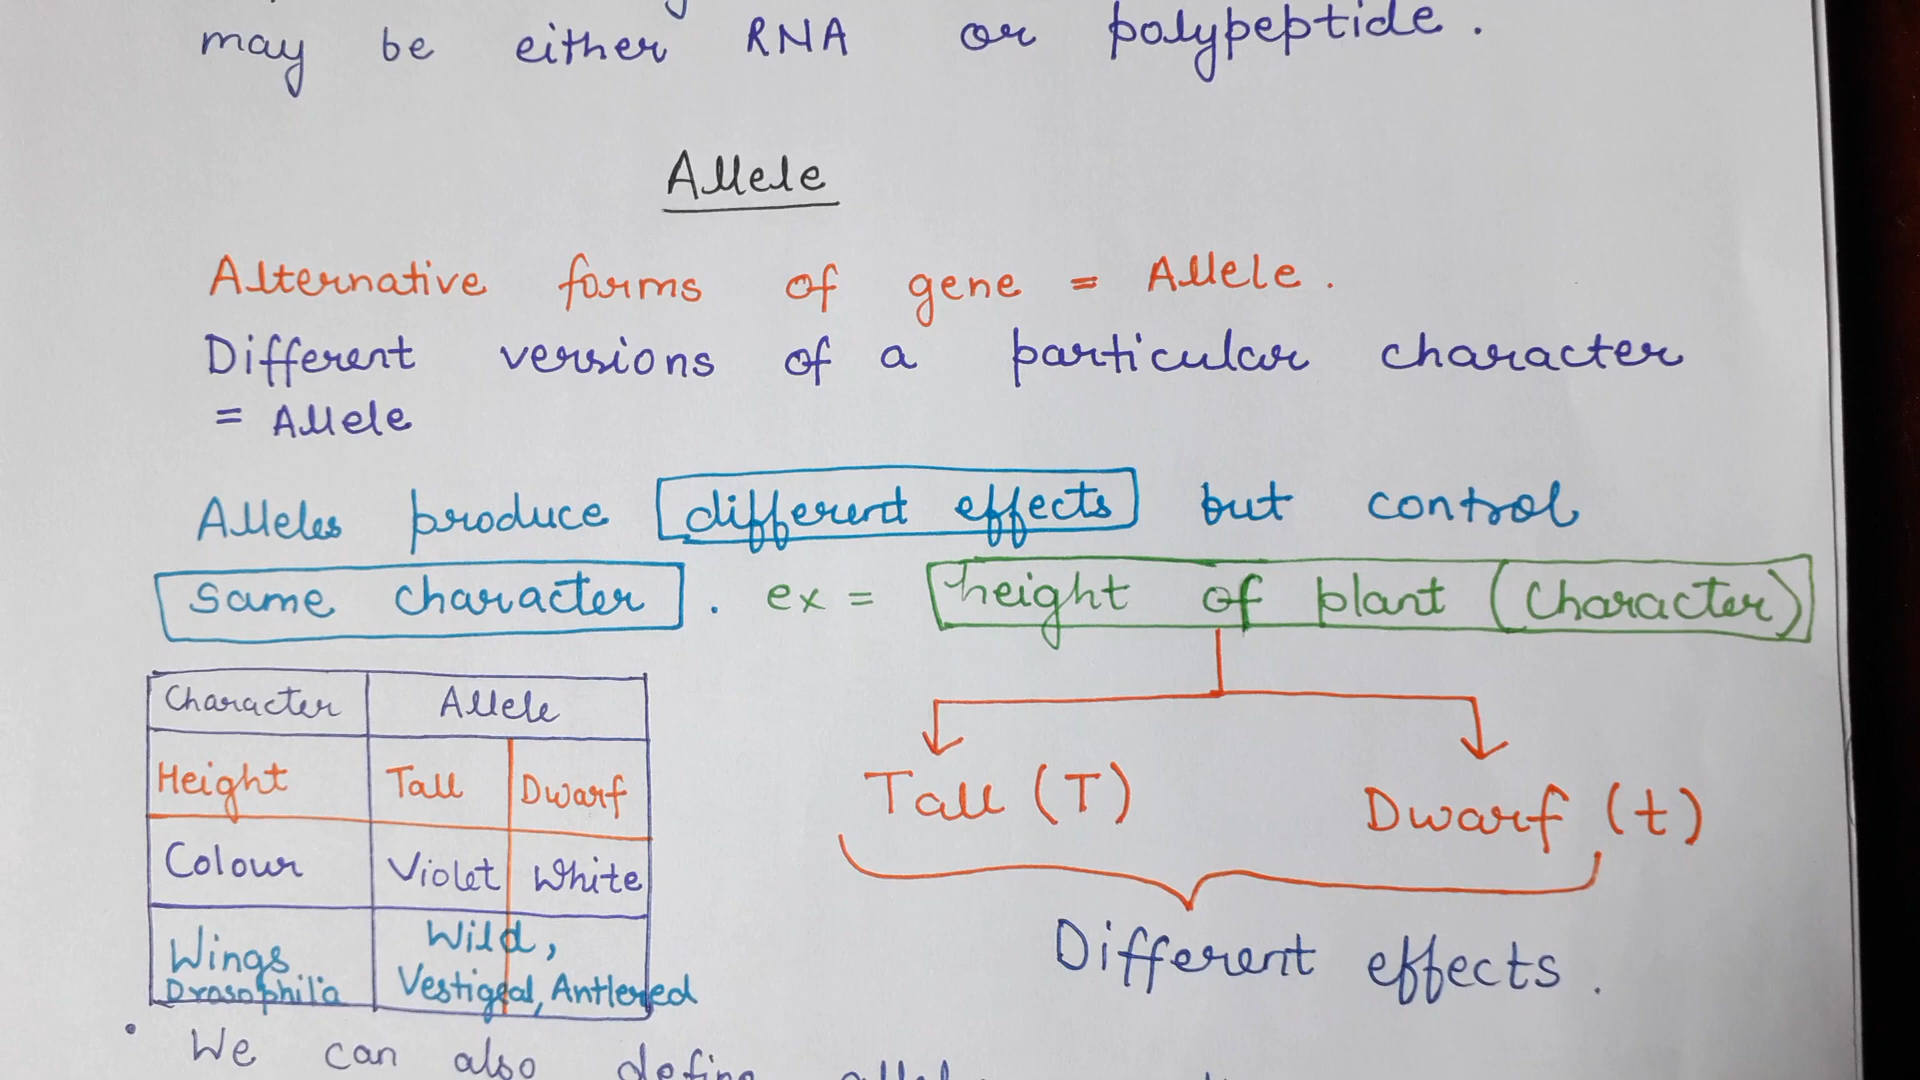 may be either RNA or polypeptide.
Allele
Alternative forms of gene = Allele.
Different versions of a particular character
= Allele
Alleles produce different effects but control
same character. ex = height of plant (Character)
Character Allele
Height Tall Dwarf
Colour Violet White
Wings Wild,
Drosophila Vestigeal, Antlered
Tall (T) Dwarf (t)
Different effects.
• We can also define